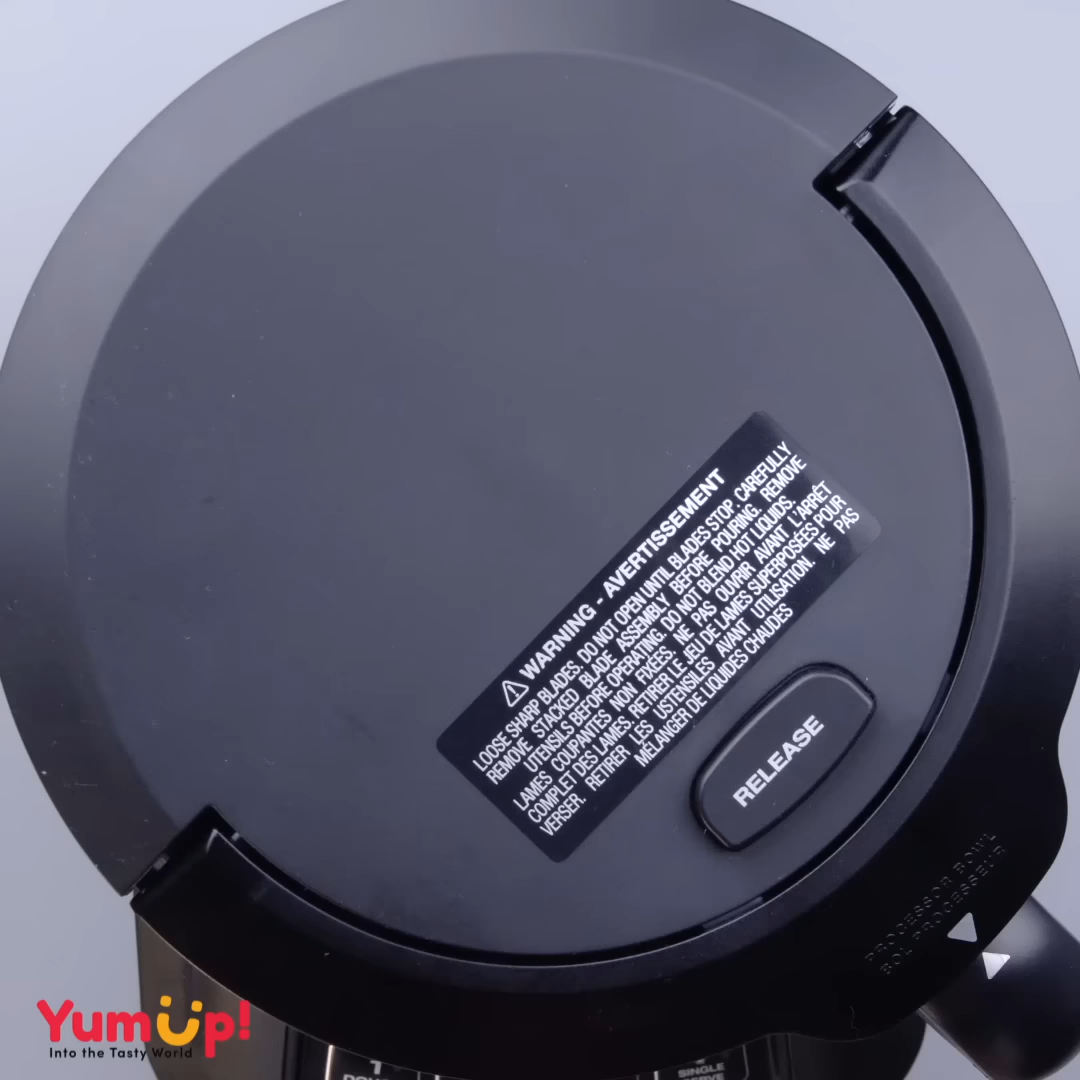 ⚠ WARNING - AVERTISSEMENT
LOOSE SHARP BLADES. DO NOT OPEN UNTIL BLADES STOP. CAREFULLY
REMOVE STACKED BLADE ASSEMBLY BEFORE POURING. REMOVE
UTENSILS BEFORE OPERATING. DO NOT BLEND HOT LIQUIDS.
LAMES COUPANTES NON FIXÉES. NE PAS OUVRIR AVANT L'ARRÊT
COMPLET DES LAMES. RETIRER LE JEU DE LAMES SUPERPOSÉES POUR
VERSER. RETIRER LES USTENSILES AVANT UTILISATION. NE PAS
MÉLANGER DE LIQUIDES CHAUDES
RELEASE
PROCESSOR BOWL
BOL PROCESSEUR
YumUp!
Into the Tasty World
1
SINGLE